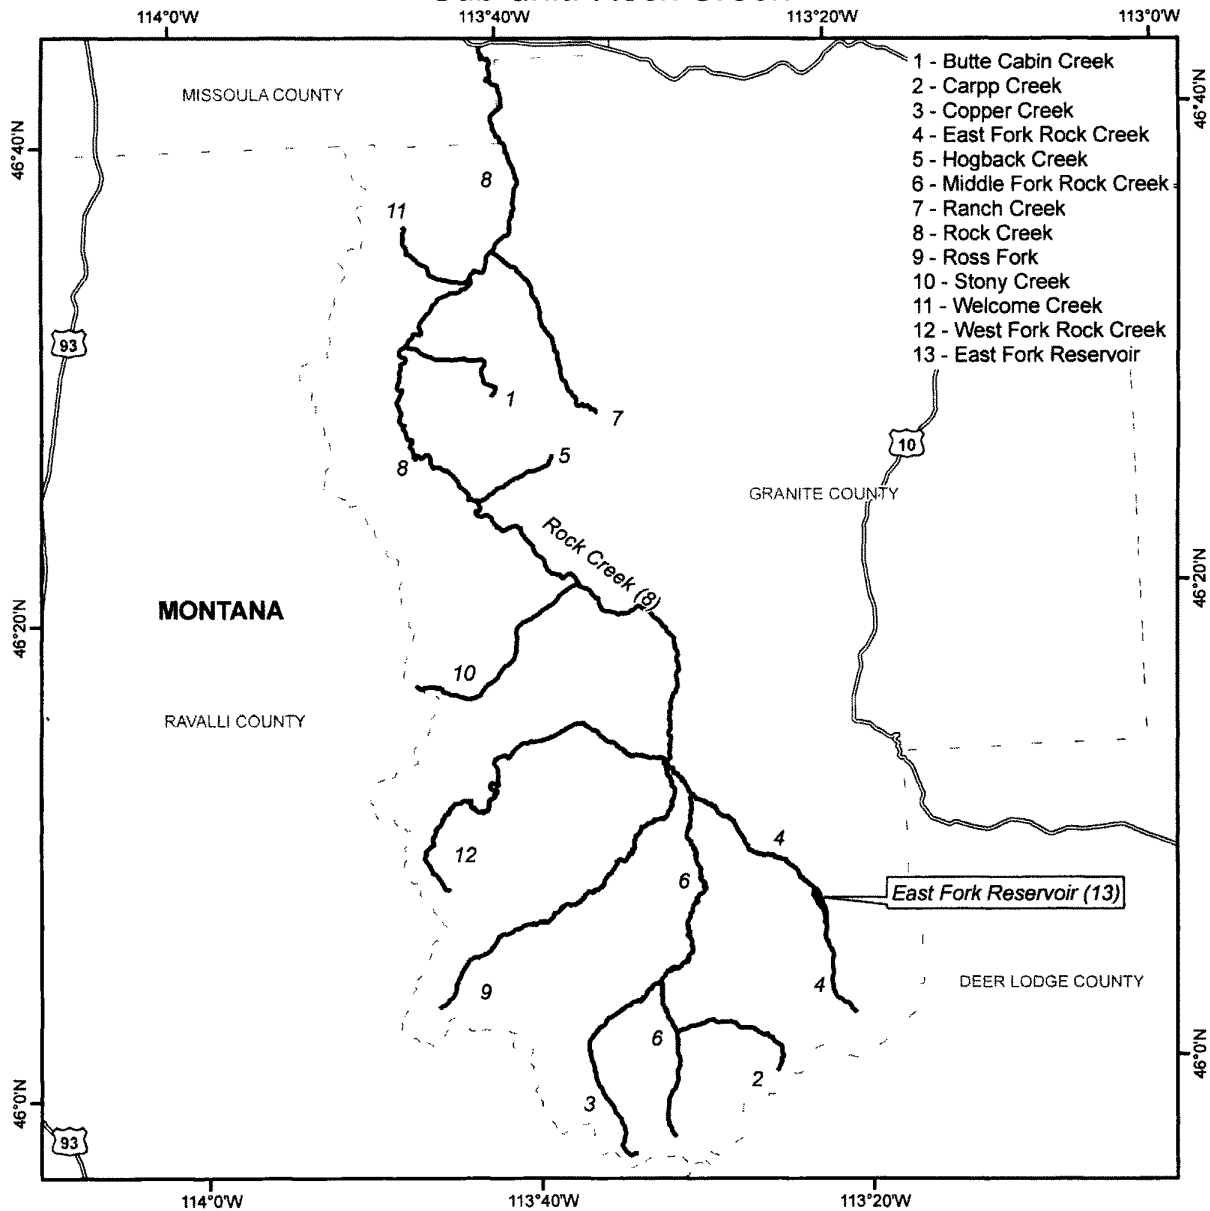 114°0'W
113°40'W
113°20'W
113°0'W
1 - Butte Cabin Creek
2 - Carpp Creek
3 - Copper Creek
4 - East Fork Rock Creek
5 - Hogback Creek
6 - Middle Fork Rock Creek
7 - Ranch Creek
8 - Rock Creek
9 - Ross Fork
10 - Stony Creek
11 - Welcome Creek
12 - West Fork Rock Creek
13 - East Fork Reservoir
MISSOULA COUNTY
46°40'N
46°40'N
8
11
93
1
7
10
8
5
GRANITE COUNTY
Rock Creek (8)
46°20'N
46°20'N
MONTANA
10
RAVALLI COUNTY
4
12
6
East Fork Reservoir (13)
9
4
DEER LODGE COUNTY
6
46°0'N
46°0'N
2
3
93
114°0'W
113°40'W
113°20'W